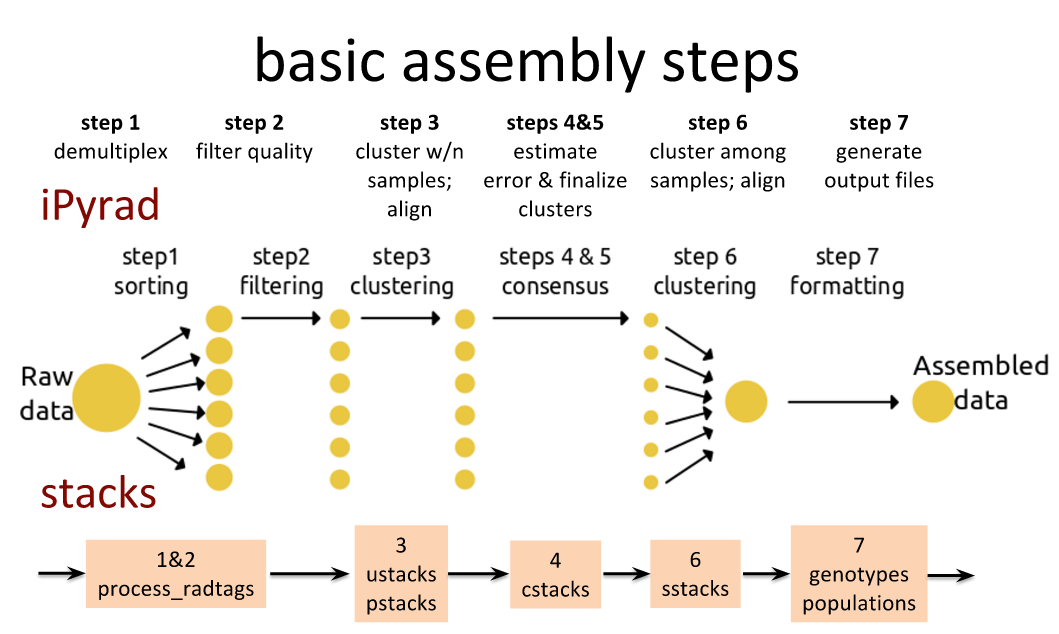 basic assembly steps
step 1
demultiplex
step 2
filter quality
step 3
cluster w/n
samples;
align
steps 4&5
estimate
error & finalize
clusters
step 6
cluster among
samples; align
step 7
generate
output files
iPyrad
step1
sorting
step2
filtering
step3
clustering
steps 4 & 5
consensus
step 6
clustering
step 7
formatting
Raw
data
Assembled
data
stacks
1&2
process_radtags
3
ustacks
pstacks
4
cstacks
6
sstacks
7
genotypes
populations